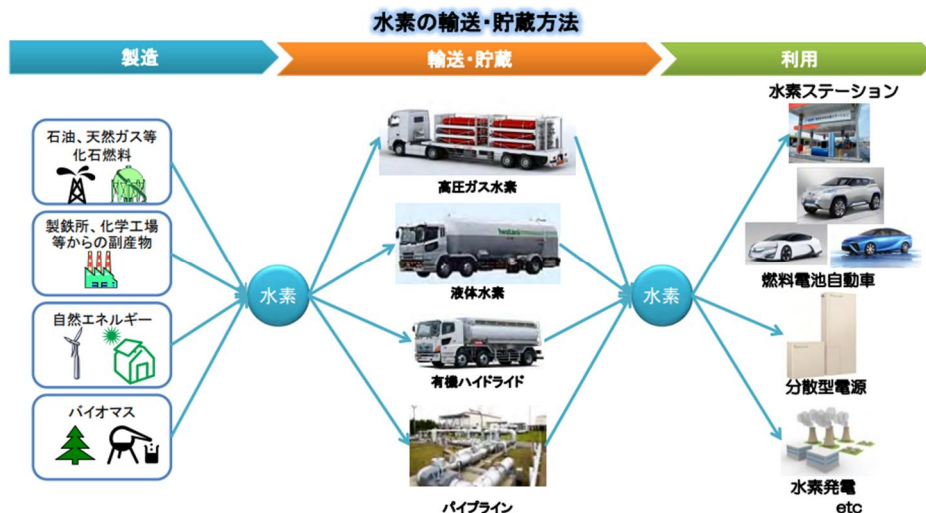 水素の輸送・貯蔵方法
製造
輸送・貯蔵
利用
石油、天然ガス等
化石燃料
製鉄所、化学工場
等からの副産物
自然エネルギー
バイオマス
水素
高圧ガス水素
Iwatani
液体水素
有機ハイドライド
パイプライン
水素
水素ステーション
燃料電池自動車
分散型電源
水素発電
etc